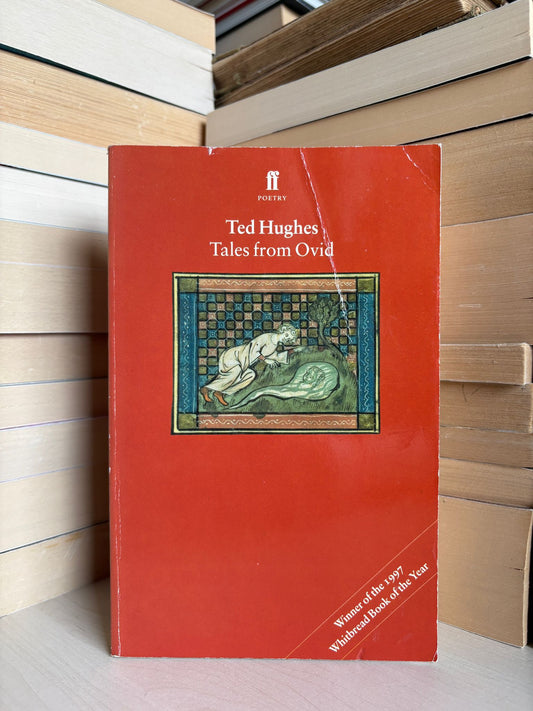 ff
POETRY
Ted Hughes
Tales from Ovid
Winner of the 1997
Whitbread Book of the Year